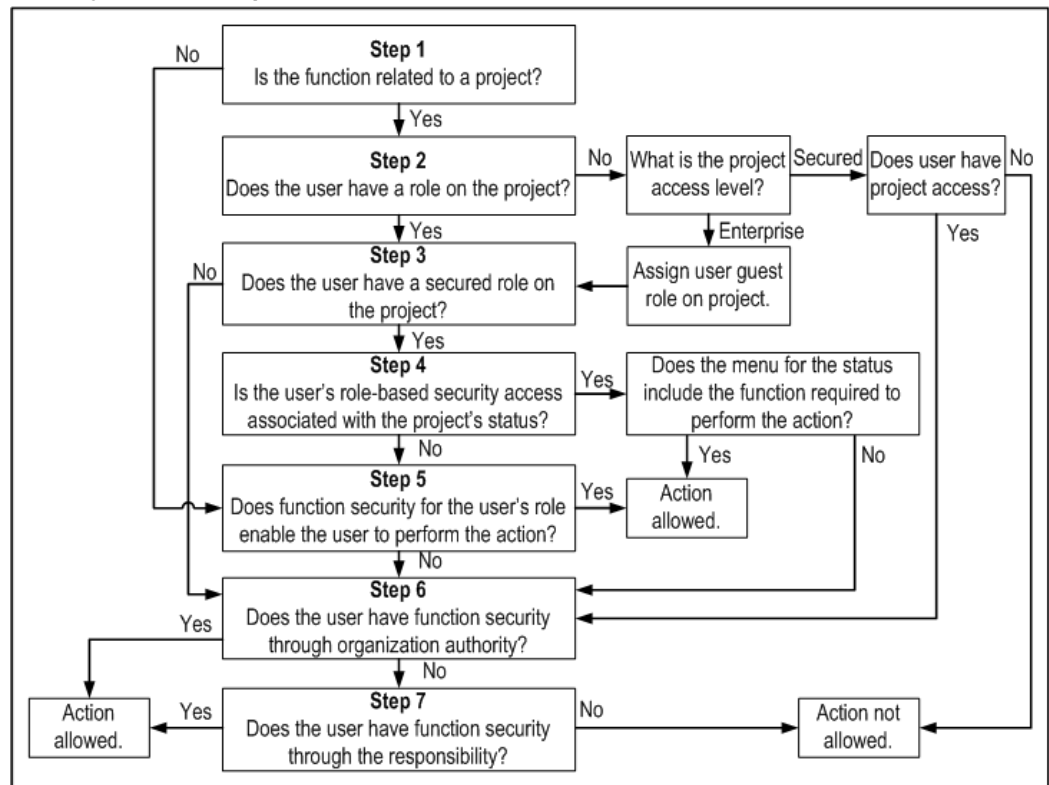 Step 1
No
Is the function related to a project?
Yes
Step 2
Does the user have a role on the project?
No
What is the project
access level?
Secured
Does user have
project access?
No
Yes
Enterprise
Yes
Step 3
No
Does the user have a secured role on
the project?
Assign user guest
role on project.
Yes
Step 4
Is the user's role-based security access
associated with the project's status?
Yes
Does the menu for the status
include the function required to
perform the action?
No
Yes
No
Step 5
Does function security for the user's role
enable the user to perform the action?
Yes
Action
allowed.
No
Step 6
Does the user have function security
through organization authority?
Yes
No
Step 7
Does the user have function security
through the responsibility?
Yes
Action
allowed.
No
Action not
allowed.